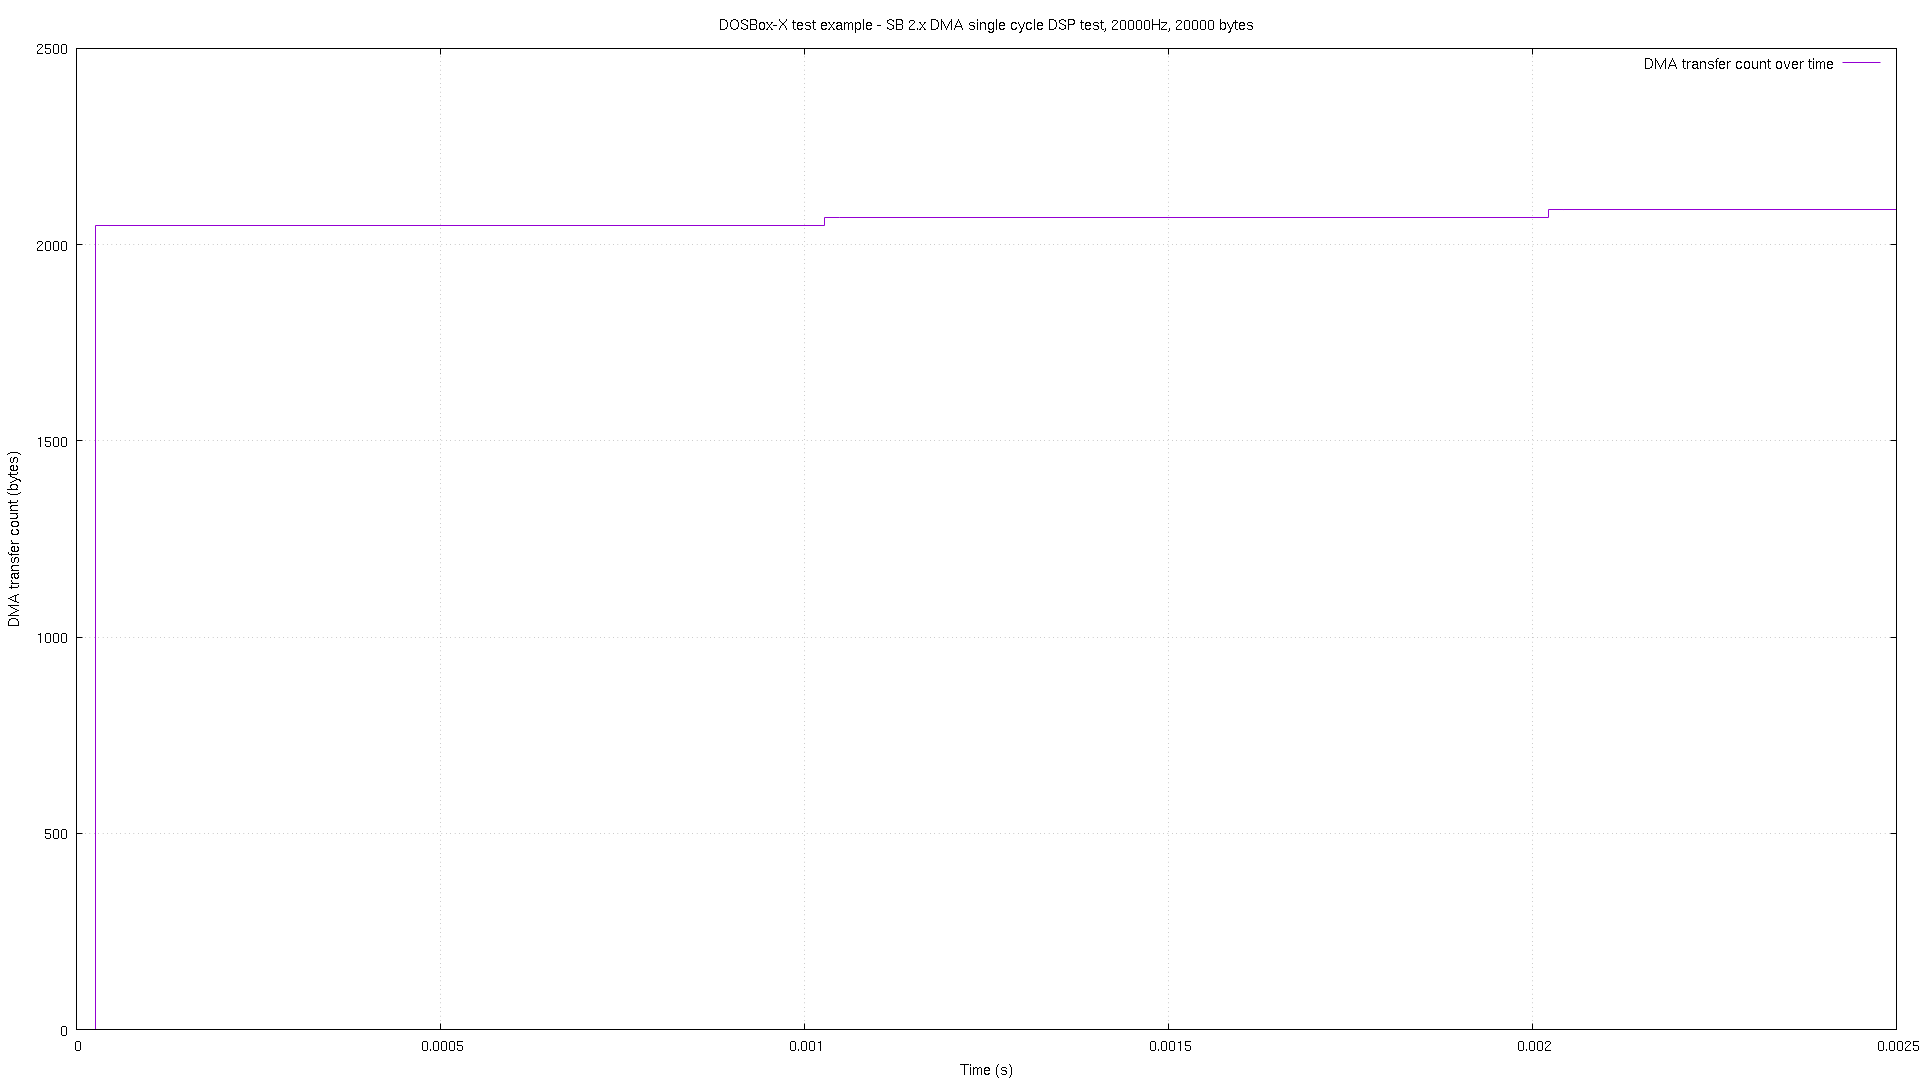 DOSBox-X test example - SB 2.x DMA single cycle DSP test, 20000Hz, 20000 bytes
DMA transfer count over time
2500
2000
1500
1000
500
0
DMA transfer count (bytes)
0 0.0005 0.001 0.0015 0.002 0.0025
Time (s)